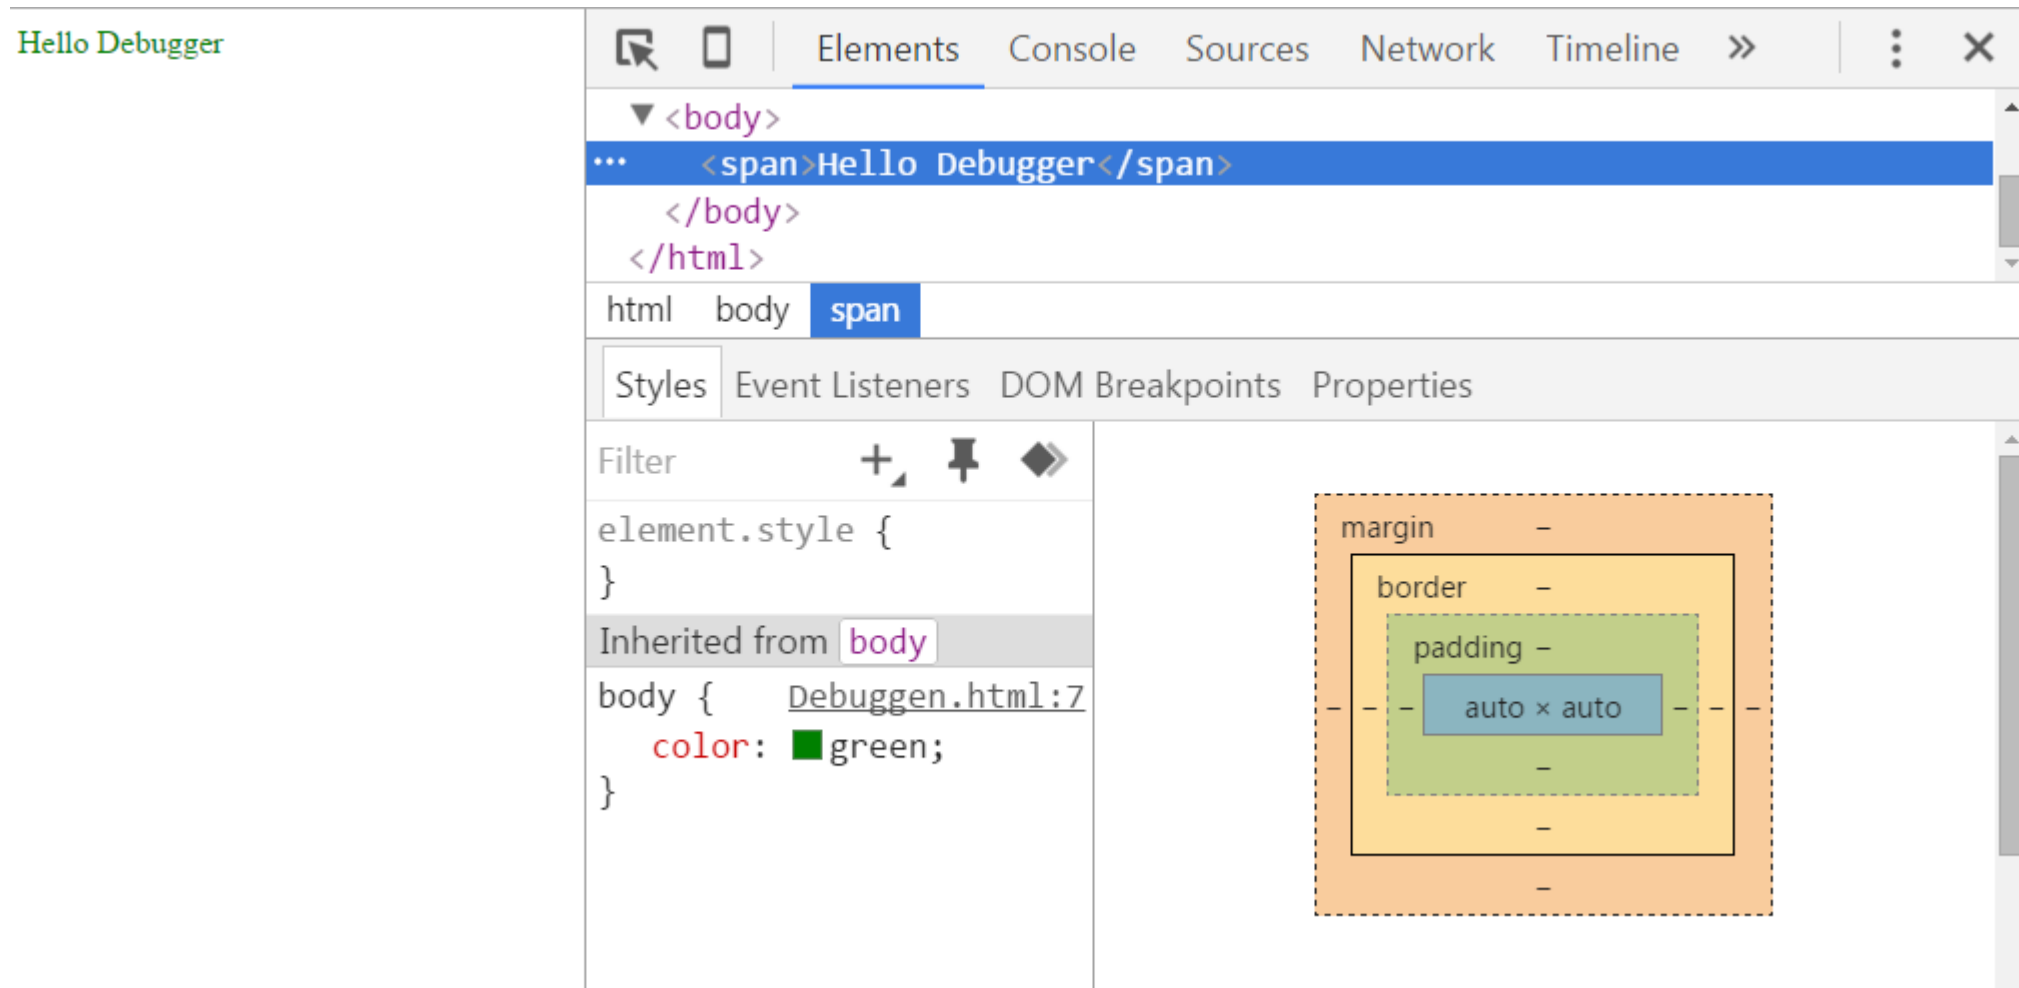 Hello Debugger
Elements Console Sources Network Timeline »
▼ <body>
... <span>Hello Debugger</span>
</body>
</html>
html body span
Styles Event Listeners DOM Breakpoints Properties
Filter
element.style {
}
Inherited from body
body { Debuggen.html:7
color: green;
}
margin –
border –
padding –
– – – auto × auto – – –
–
–
–